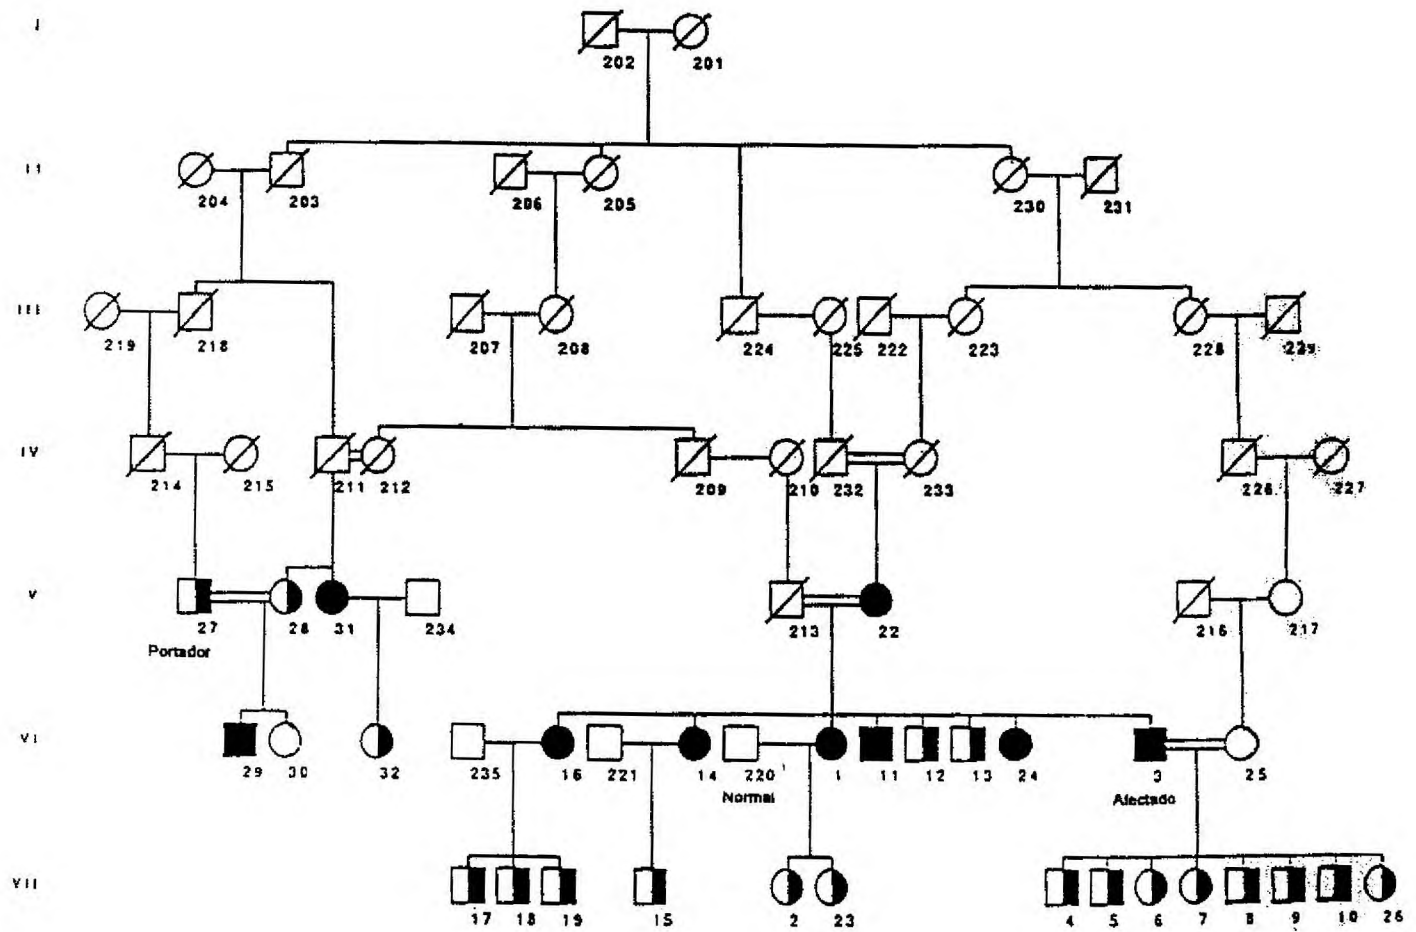 I
202 201
II
204 203 206 205 230 231
III
219 218 207 208 224 225 222 223 228 229
IV
214 215 211 212 209 210 232 233 226 227
V
27 28 31 234 213 22 216 217
Portador
VI
29 30 32 235 16 221 14 220 1 11 12 13 24 3 25
Normal Afectado
VII
17 18 19 15 2 23 4 5 6 7 8 9 10 26